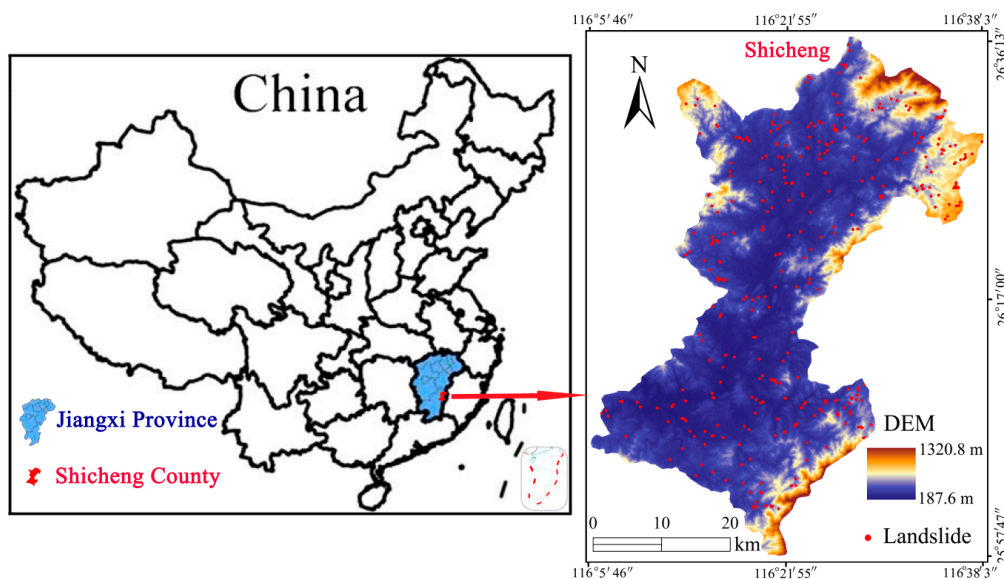 China
Jiangxi Province
Shicheng County
116°5′46″
116°21′55″
116°38′3″
Shicheng
N
26°36′13″
26°17′00″
25°57′47″
DEM
1320.8 m
187.6 m
Landslide
0
10
20
km
116°5′46″
116°21′55″
116°38′3″